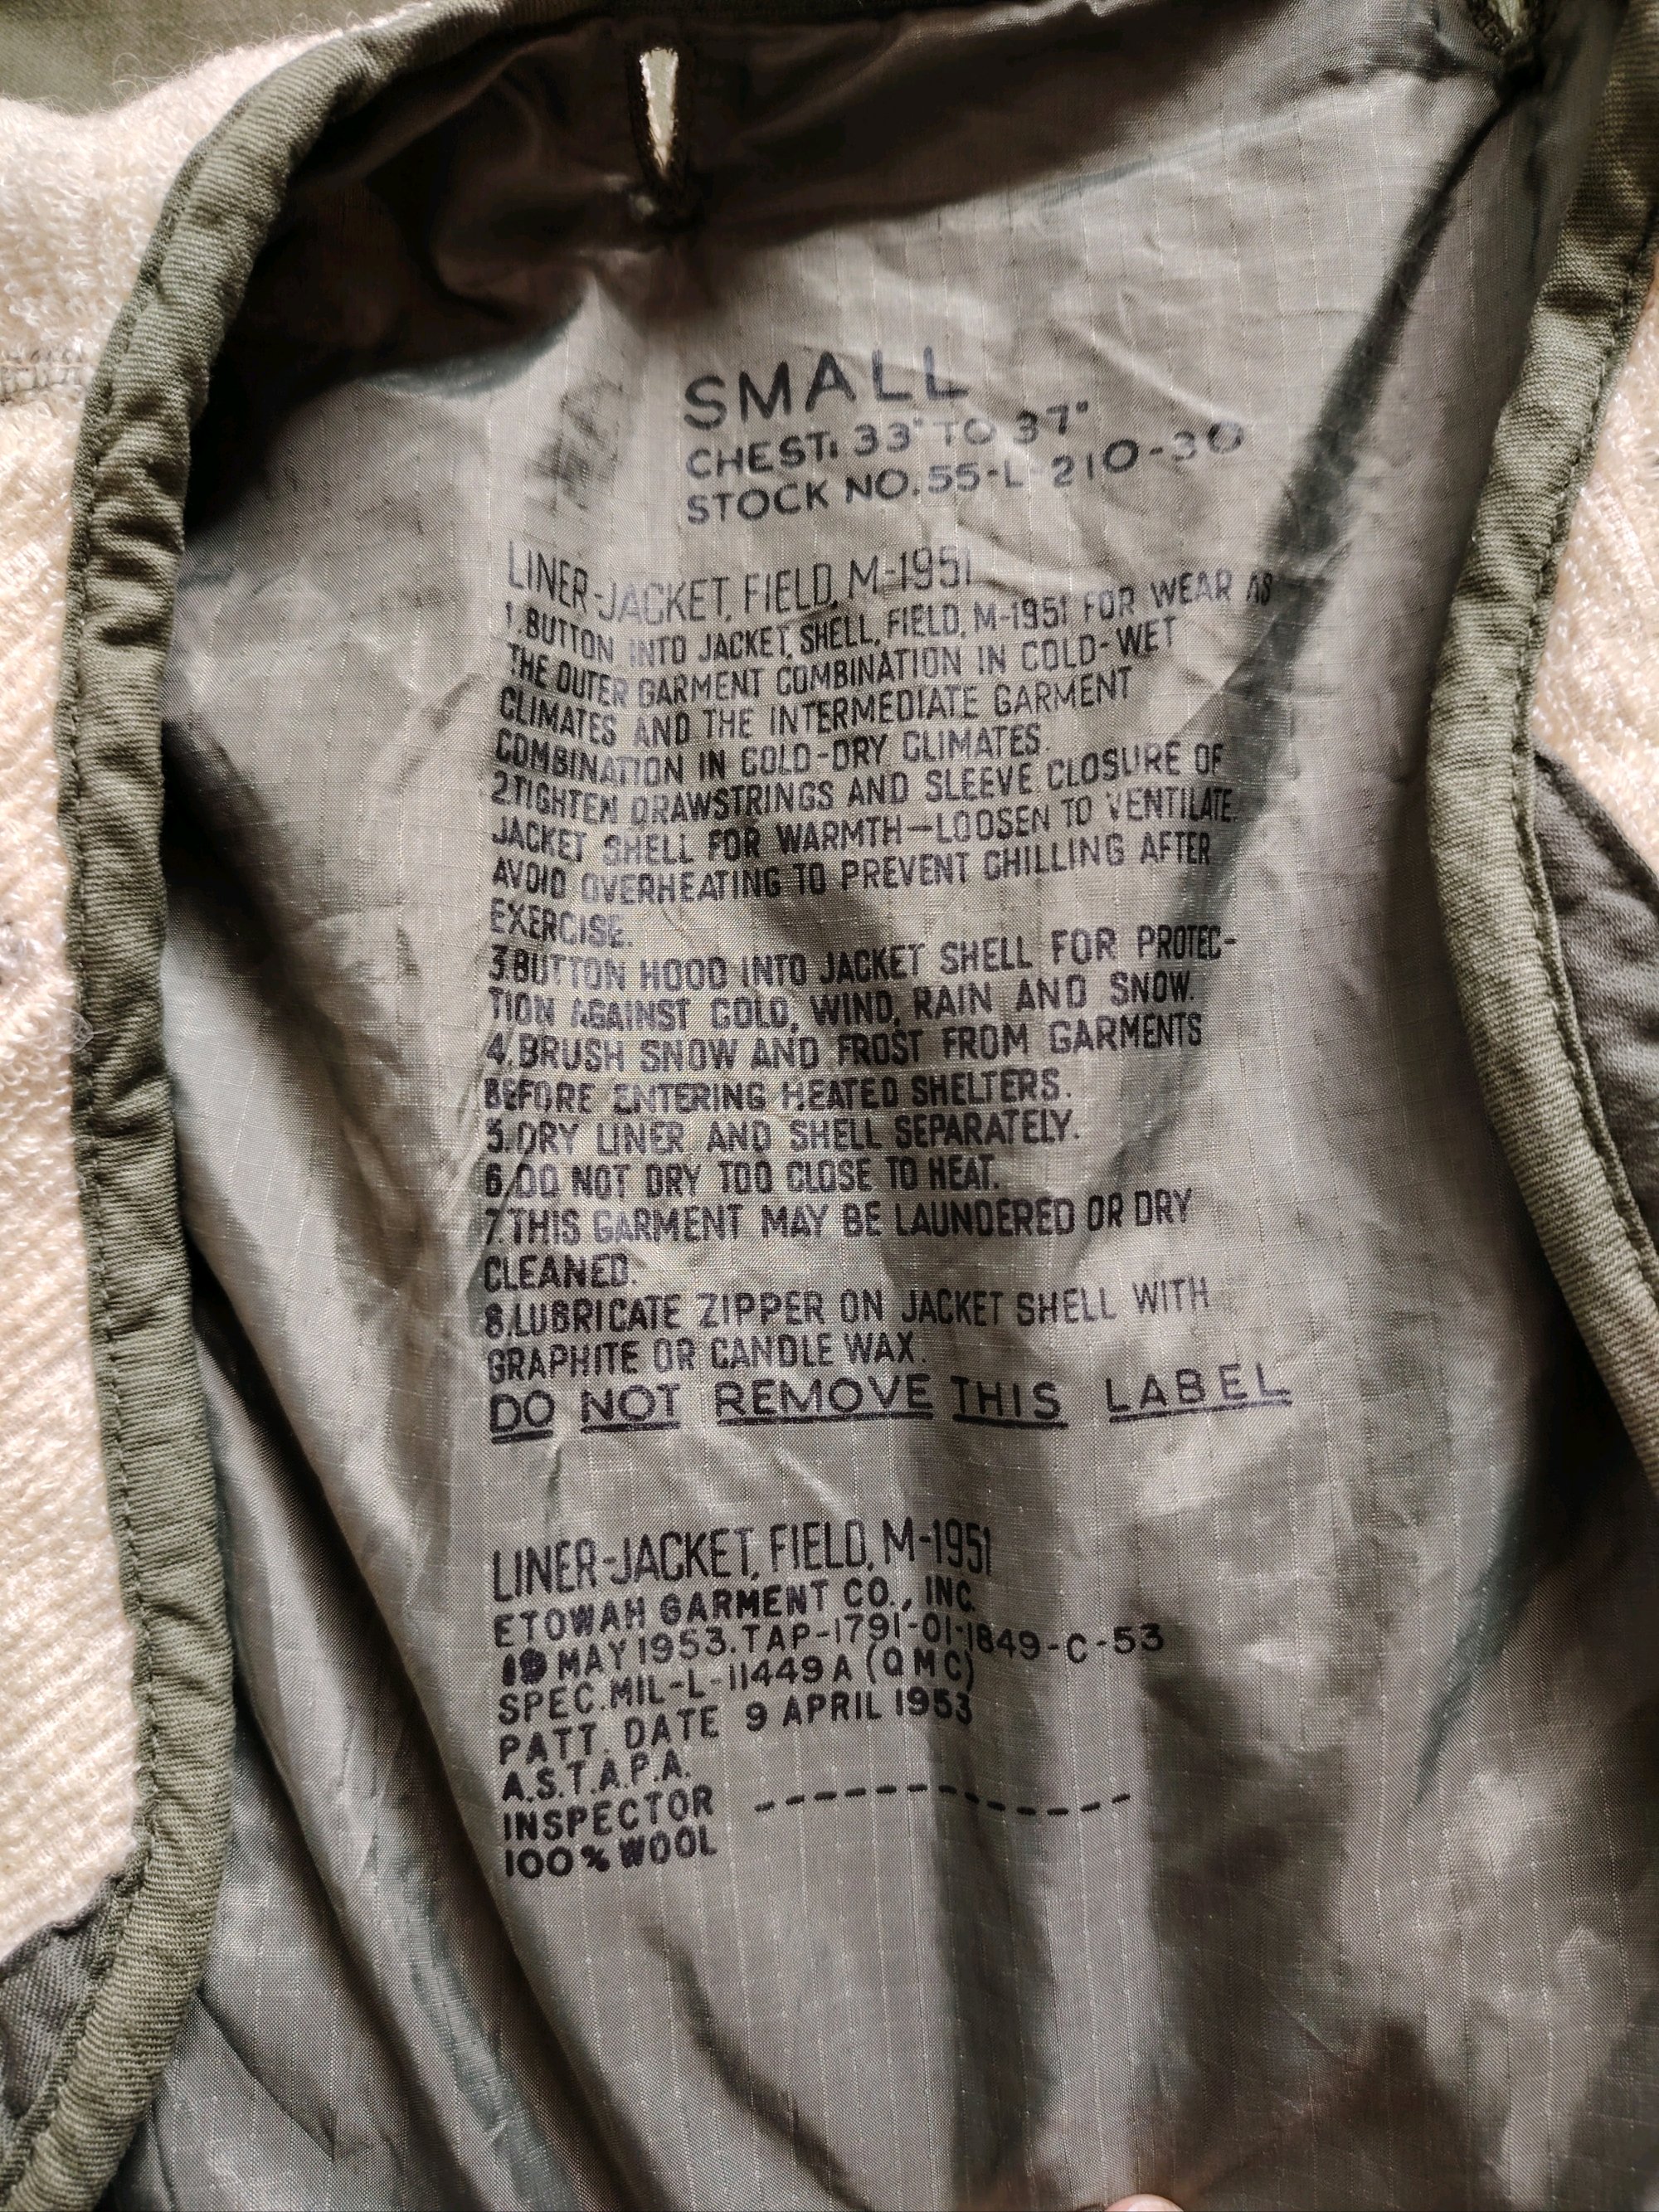 SMALL
CHEST: 33" TO 37"
STOCK NO. 55-L-210-30
LINER-JACKET, FIELD, M-1951
1. BUTTON INTO JACKET, SHELL, FIELD, M-1951 FOR WEAR AS
THE OUTER GARMENT COMBINATION IN COLD-WET
CLIMATES AND THE INTERMEDIATE GARMENT
COMBINATION IN COLD-DRY CLIMATES.
2.TIGHTEN DRAWSTRINGS AND SLEEVE CLOSURE OF
JACKET SHELL FOR WARMTH—LOOSEN TO VENTILATE.
AVOID OVERHEATING TO PREVENT CHILLING AFTER
EXERCISE.
3.BUTTON HOOD INTO JACKET SHELL FOR PROTEC-
TION AGAINST COLD, WIND, RAIN AND SNOW.
4.BRUSH SNOW AND FROST FROM GARMENTS
BEFORE ENTERING HEATED SHELTERS.
5.DRY LINER AND SHELL SEPARATELY.
6.DO NOT DRY TOO CLOSE TO HEAT.
7.THIS GARMENT MAY BE LAUNDERED OR DRY
CLEANED.
8.LUBRICATE ZIPPER ON JACKET SHELL WITH
GRAPHITE OR CANDLE WAX.
DO NOT REMOVE THIS LABEL
LINER-JACKET, FIELD, M-1951
ETOWAH GARMENT CO., INC.
MAY 1953. TAP-1791-01-1849-C-53
SPEC. MIL-L-11449A (QMC)
PATT. DATE 9 APRIL 1953
A.S.T.A.P.A.
INSPECTOR -------------
100% WOOL